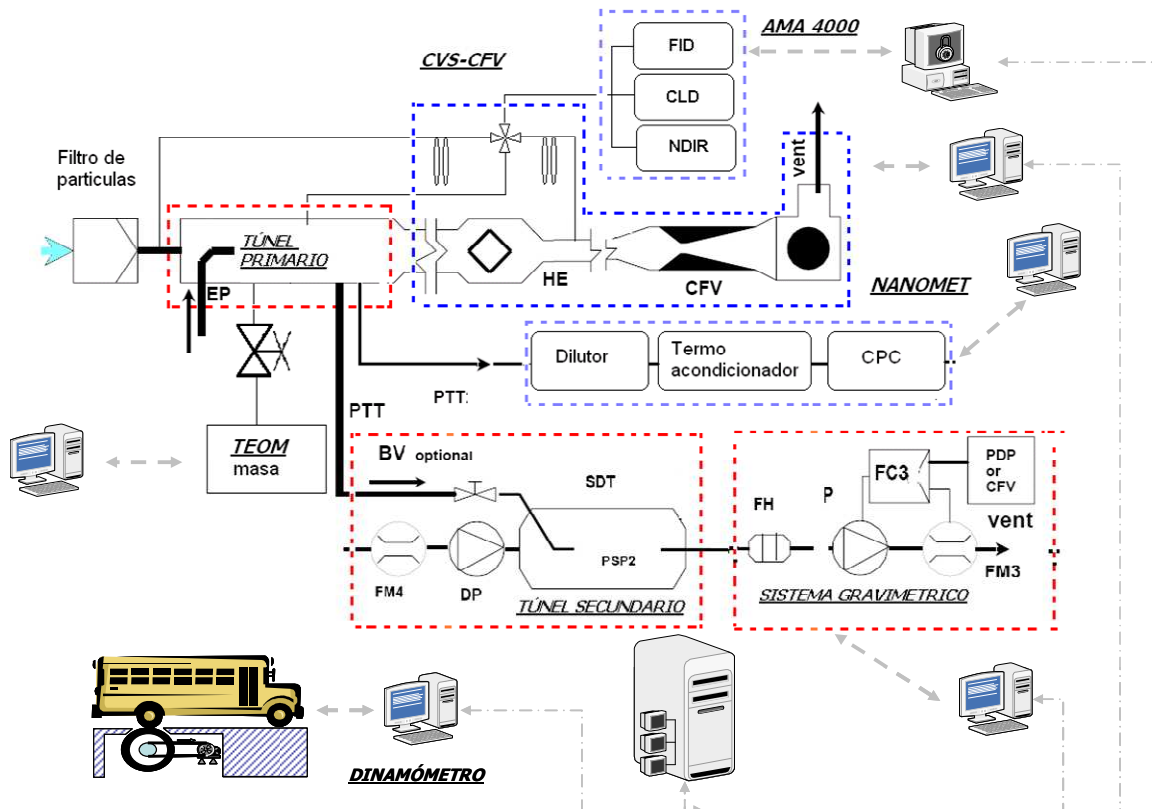 AMA 4000
FID
CLD
NDIR
CVS-CFV
Filtro de
particulas
vent
TÚNEL
PRIMARIO
EP
HE
CFV
NANOMET
Dilutor
Termo
acondicionador
CPC
PTT:
PTT
TEOM
masa
BV optional
SDT
FM4
DP
PSP2
TÚNEL SECUNDARIO
FH
P
FC3
PDP
or
CFV
vent
FM3
SISTEMA GRAVIMETRICO
DINAMÓMETRO